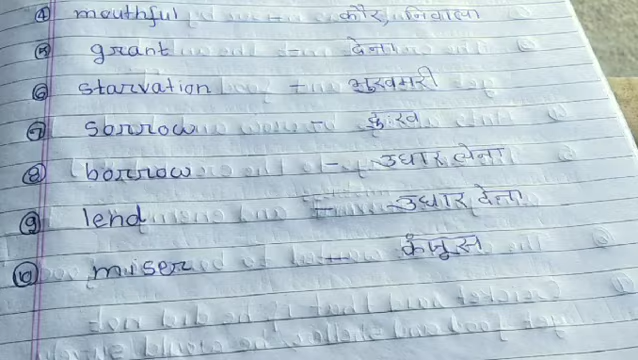 ④ mouthful - कौर, निवाला
⑤ grant - देना
⑥ starvation - भुखमरी
⑦ sorrow - दुःख
⑧ borrow - उधार लेना
⑨ lend - उधार देना
⑩ miser - कंजूस